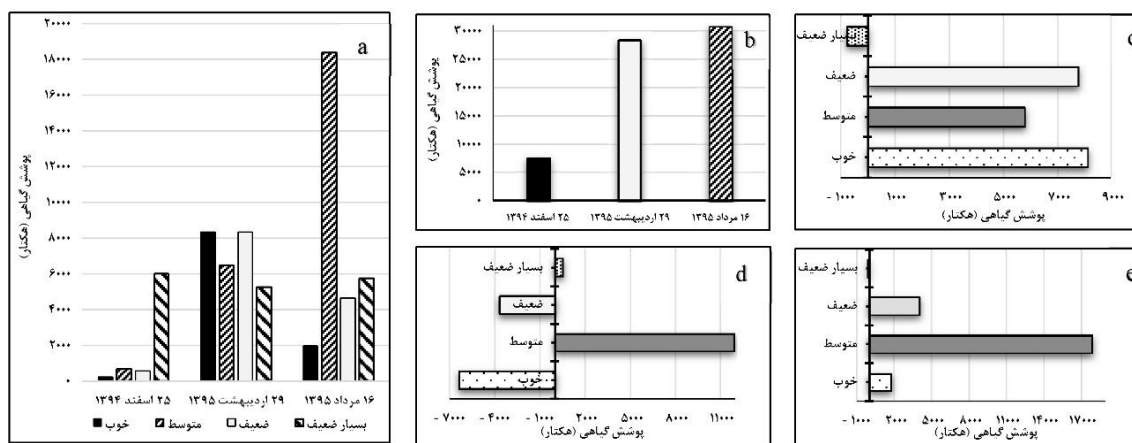 a
پوشش گیاهی (هکتار)
۲۰۰۰۰
۱۸۰۰۰
۱۶۰۰۰
۱۴۰۰۰
۱۲۰۰۰
۱۰۰۰۰
۸۰۰۰
۶۰۰۰
۴۰۰۰
۲۰۰۰
۰
۲۵ اسفند ۱۳۹۴ ۲۹ اردیبهشت ۱۳۹۵ ۱۶ مرداد ۱۳۹۵
خوب متوسط ضعیف بسیار ضعیف
b
پوشش گیاهی (هکتار)
۳۰۰۰۰
۲۵۰۰۰
۲۰۰۰۰
۱۵۰۰۰
۱۰۰۰۰
۵۰۰۰
۰
۲۵ اسفند ۱۳۹۴ ۲۹ اردیبهشت ۱۳۹۵ ۱۶ مرداد ۱۳۹۵
c
بسیار ضعیف
ضعیف
متوسط
خوب
-۱۰۰۰ ۱۰۰۰ ۳۰۰۰ ۵۰۰۰ ۷۰۰۰ ۹۰۰۰
پوشش گیاهی (هکتار)
d
بسیار ضعیف
ضعیف
متوسط
خوب
-۷۰۰۰ -۴۰۰۰ -۱۰۰۰ ۲۰۰۰ ۵۰۰۰ ۸۰۰۰ ۱۱۰۰۰
پوشش گیاهی (هکتار)
e
بسیار ضعیف
ضعیف
متوسط
خوب
-۱۰۰۰ ۲۰۰۰ ۵۰۰۰ ۸۰۰۰ ۱۱۰۰۰ ۱۴۰۰۰ ۱۷۰۰۰
پوشش گیاهی (هکتار)